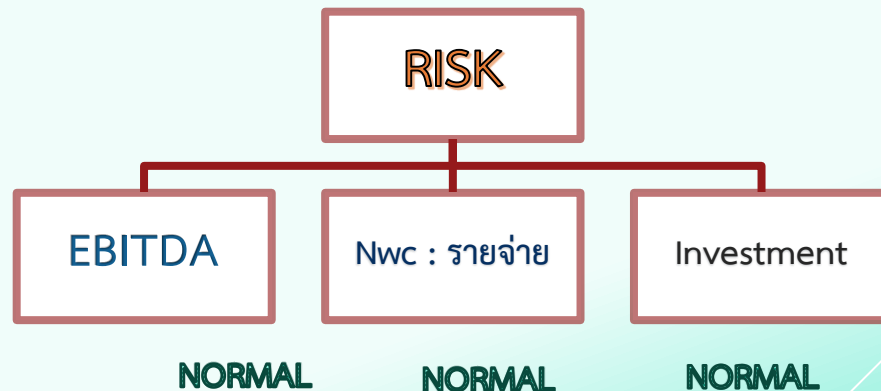 RISK
EBITDA
Nwc : รายจ่าย
Investment
NORMAL
NORMAL
NORMAL